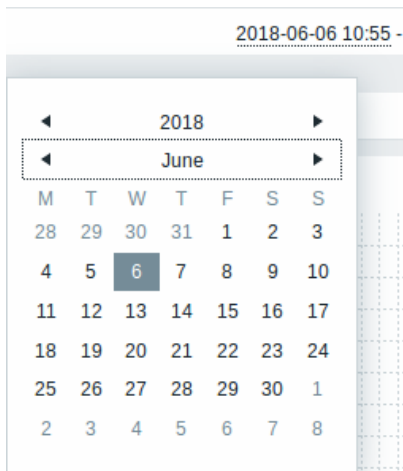 2018-06-06 10:55 -
◀ 2018 ▶
◀ June ▶
M T W T F S S
28 29 30 31 1 2 3
4 5 6 7 8 9 10
11 12 13 14 15 16 17
18 19 20 21 22 23 24
25 26 27 28 29 30 1
2 3 4 5 6 7 8